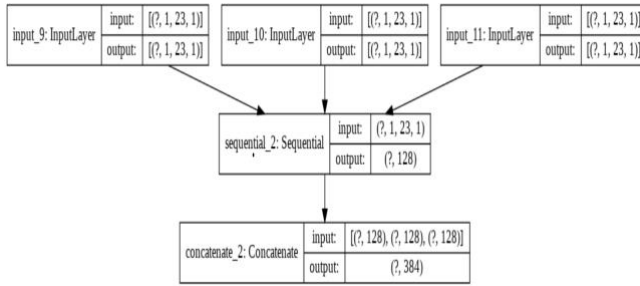 input_9: InputLayer
input:
[(?, 1, 23, 1)]
output:
[(?, 1, 23, 1)]
input_10: InputLayer
input:
[(?, 1, 23, 1)]
output:
[(?, 1, 23, 1)]
input_11: InputLayer
input:
[(?, 1, 23, 1)]
output:
[(?, 1, 23, 1)]
sequential_2: Sequential
input:
(?, 1, 23, 1)
output:
(?, 128)
concatenate_2: Concatenate
input:
[(?, 128), (?, 128), (?, 128)]
output:
(?, 384)